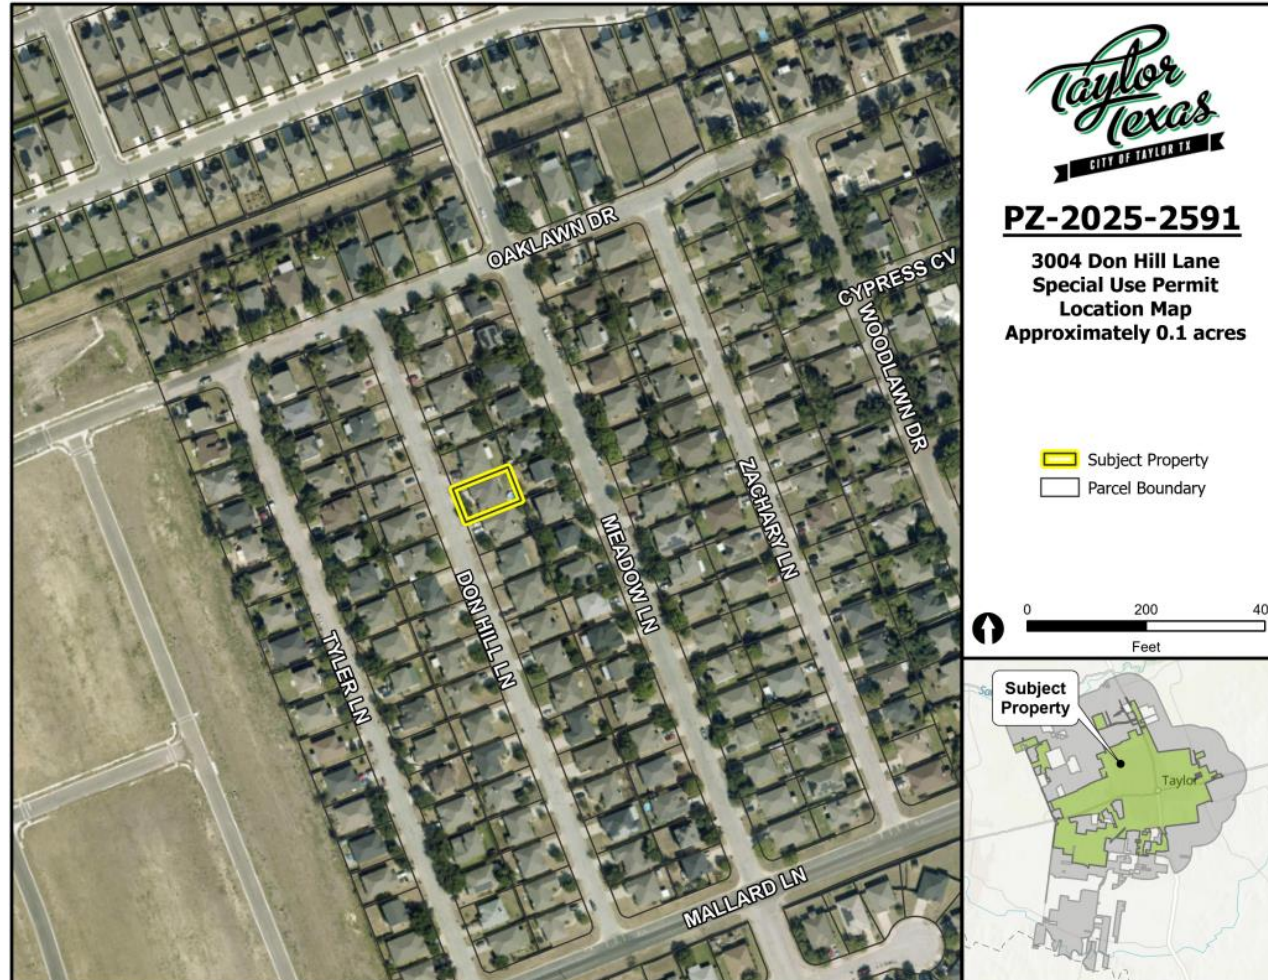 Taylor
Texas
CITY OF TAYLOR TX
PZ-2025-2591
3004 Don Hill Lane
Special Use Permit
Location Map
Approximately 0.1 acres
Subject Property
Parcel Boundary
0 200 40
Feet
OAKLAWN DR
CYPRESS CV
WOODLAWN DR
ZACHARY LN
MEADOW LN
DON HILL LN
TYLER LN
MALLARD LN
Subject
Property
Taylor